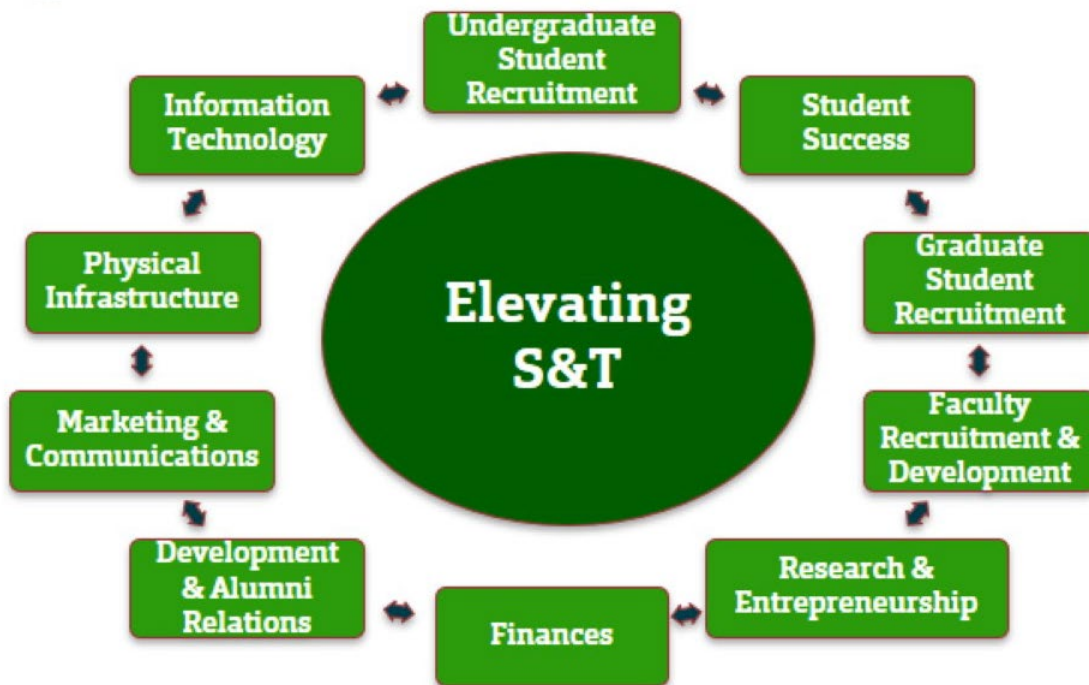 Undergraduate
Student
Recruitment
Student
Success
Graduate
Student
Recruitment
Faculty
Recruitment &
Development
Research &
Entrepreneurship
Finances
Development
& Alumni
Relations
Marketing &
Communications
Physical
Infrastructure
Information
Technology
Elevating
S&T